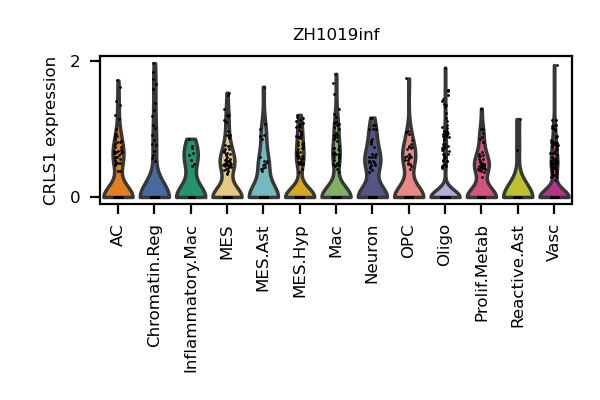 ZH1019inf
CRLS1 expression
2
0
AC
Chromatin.Reg
Inflammatory.Mac
MES
MES.Ast
MES.Hyp
Mac
Neuron
OPC
Oligo
Prolif.Metab
Reactive.Ast
Vasc